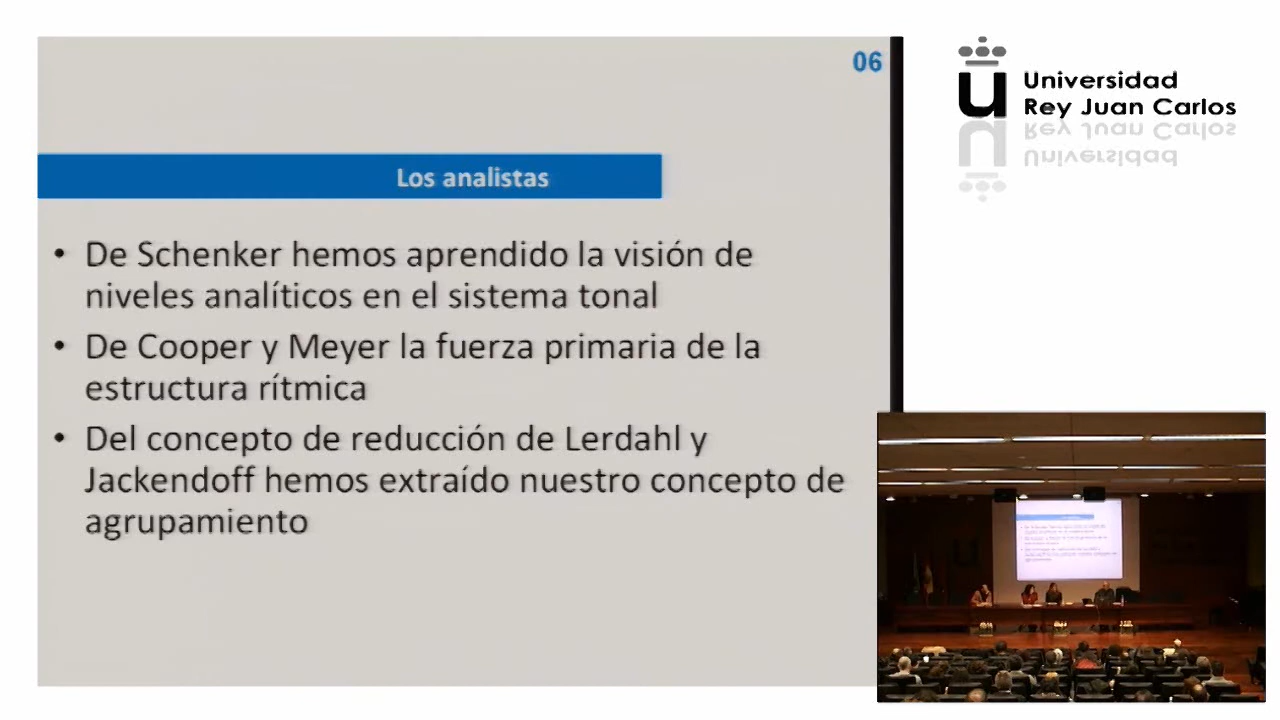 06
Universidad
Rey Juan Carlos
Los analistas
• De Schenker hemos aprendido la visión de
niveles analíticos en el sistema tonal
• De Cooper y Meyer la fuerza primaria de la
estructura rítmica
• Del concepto de reducción de Lerdahl y
Jackendoff hemos extraído nuestro concepto de
agrupamiento